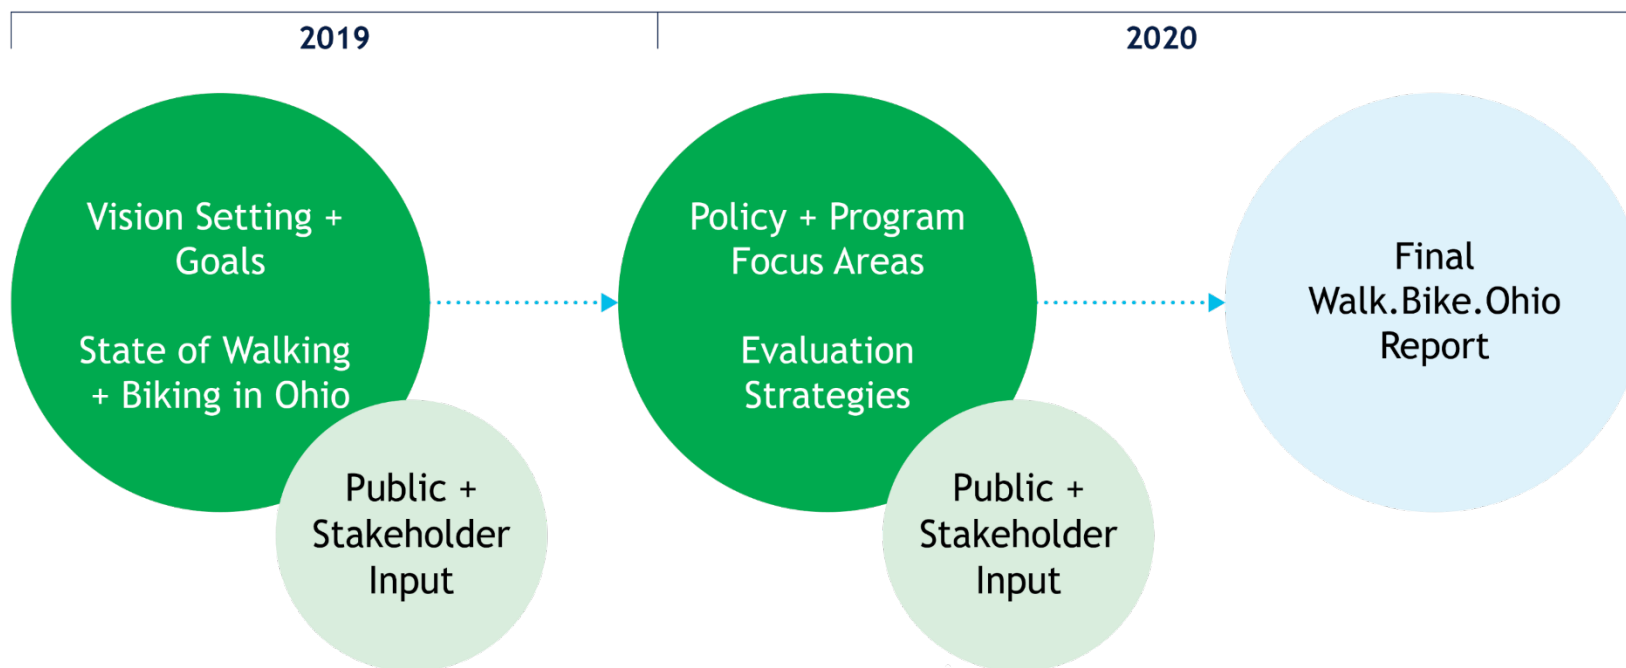 2019
2020
Vision Setting +
Goals
State of Walking
+ Biking in Ohio
Public +
Stakeholder
Input
Policy + Program
Focus Areas
Evaluation
Strategies
Public +
Stakeholder
Input
Final
Walk.Bike.Ohio
Report